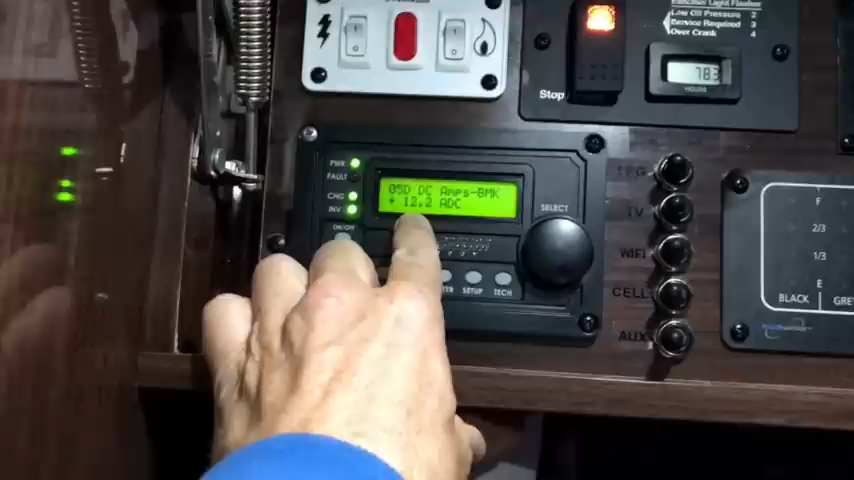 Low Oil Pressure 2
Service Required 3
Over Crank 4
Stop
783
HOURS
PWR
FAULT
CHG
INV
ON/OFF
05D DC Amps-BMK
+ 12.2 ADC
SELECT
SETUP
TECH
LPG
TV
WIFI
CELL
AUX
F
2/3
1/3
E
BLACK
GREY